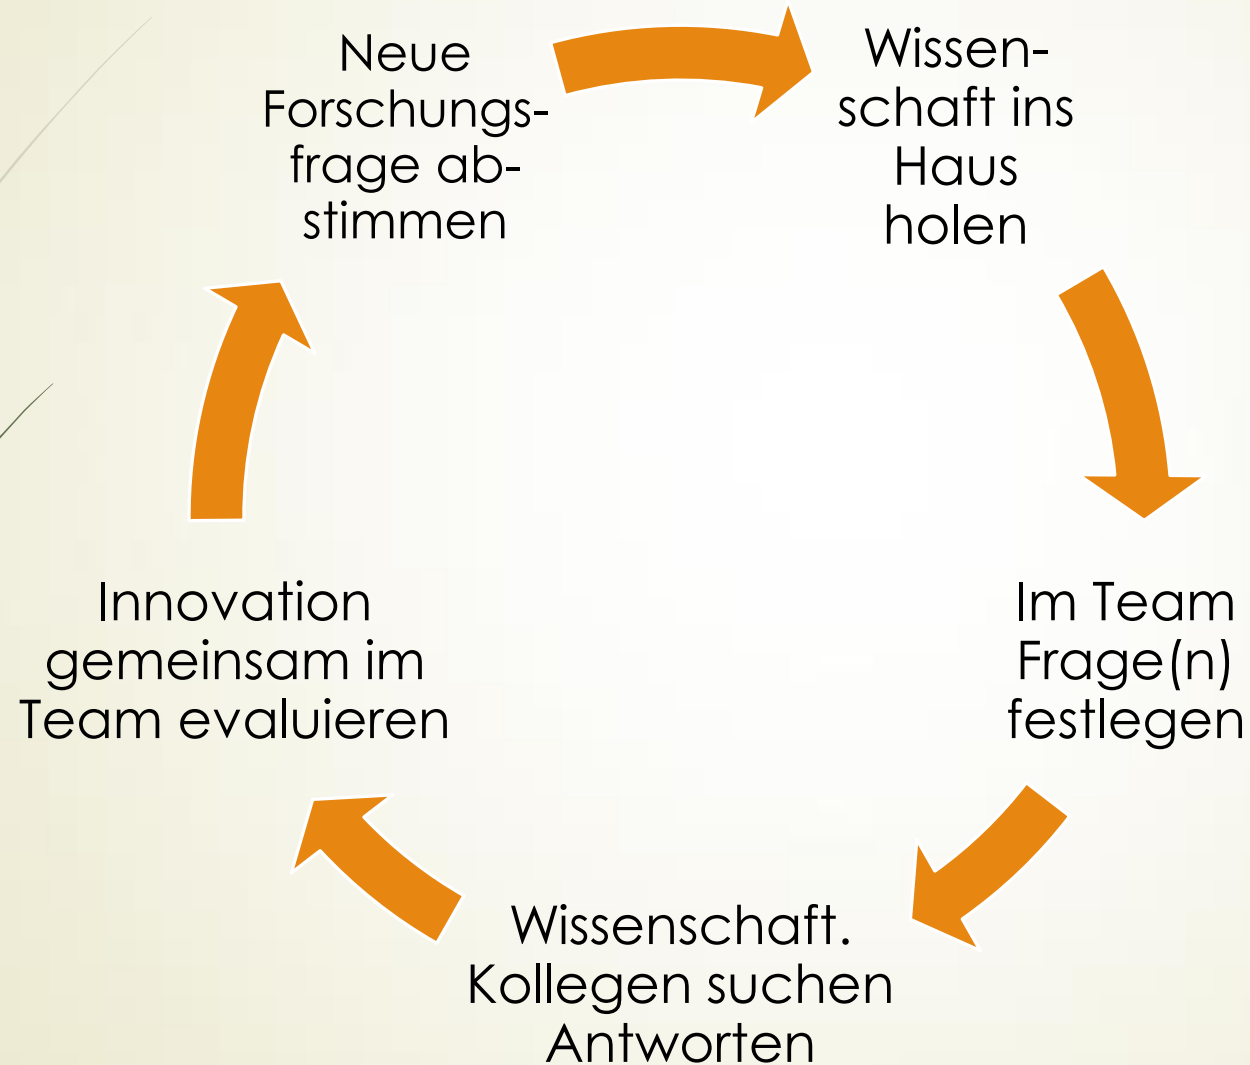 Neue
Forschungs-
frage ab-
stimmen
Wissen-
schaft ins
Haus
holen
Im Team
Frage(n)
festlegen
Wissenschaft.
Kollegen suchen
Antworten
Innovation
gemeinsam im
Team evaluieren